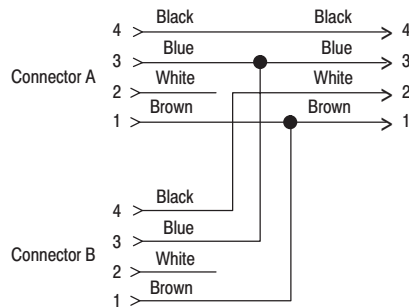 Black Black
4 4
Blue Blue
3 3
Connector A
White White
2 2
Brown Brown
1 1
Black
4
Blue
3
Connector B
White
2
Brown
1